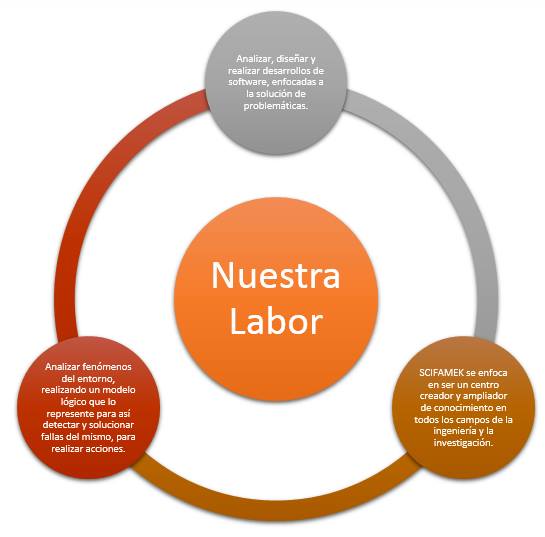 Analizar, diseñar y
realizar desarrollos de
software, enfocadas a
la solución de
problemáticas.
Nuestra
Labor
Analizar fenómenos
del entorno,
realizando un modelo
lógico que lo
represente para así
detectar y solucionar
fallas del mismo, para
realizar acciones.
SCIFAMEK se enfoca
en ser un centro
creador y ampliador
de conocimiento en
todos los campos de la
ingeniería y la
investigación.